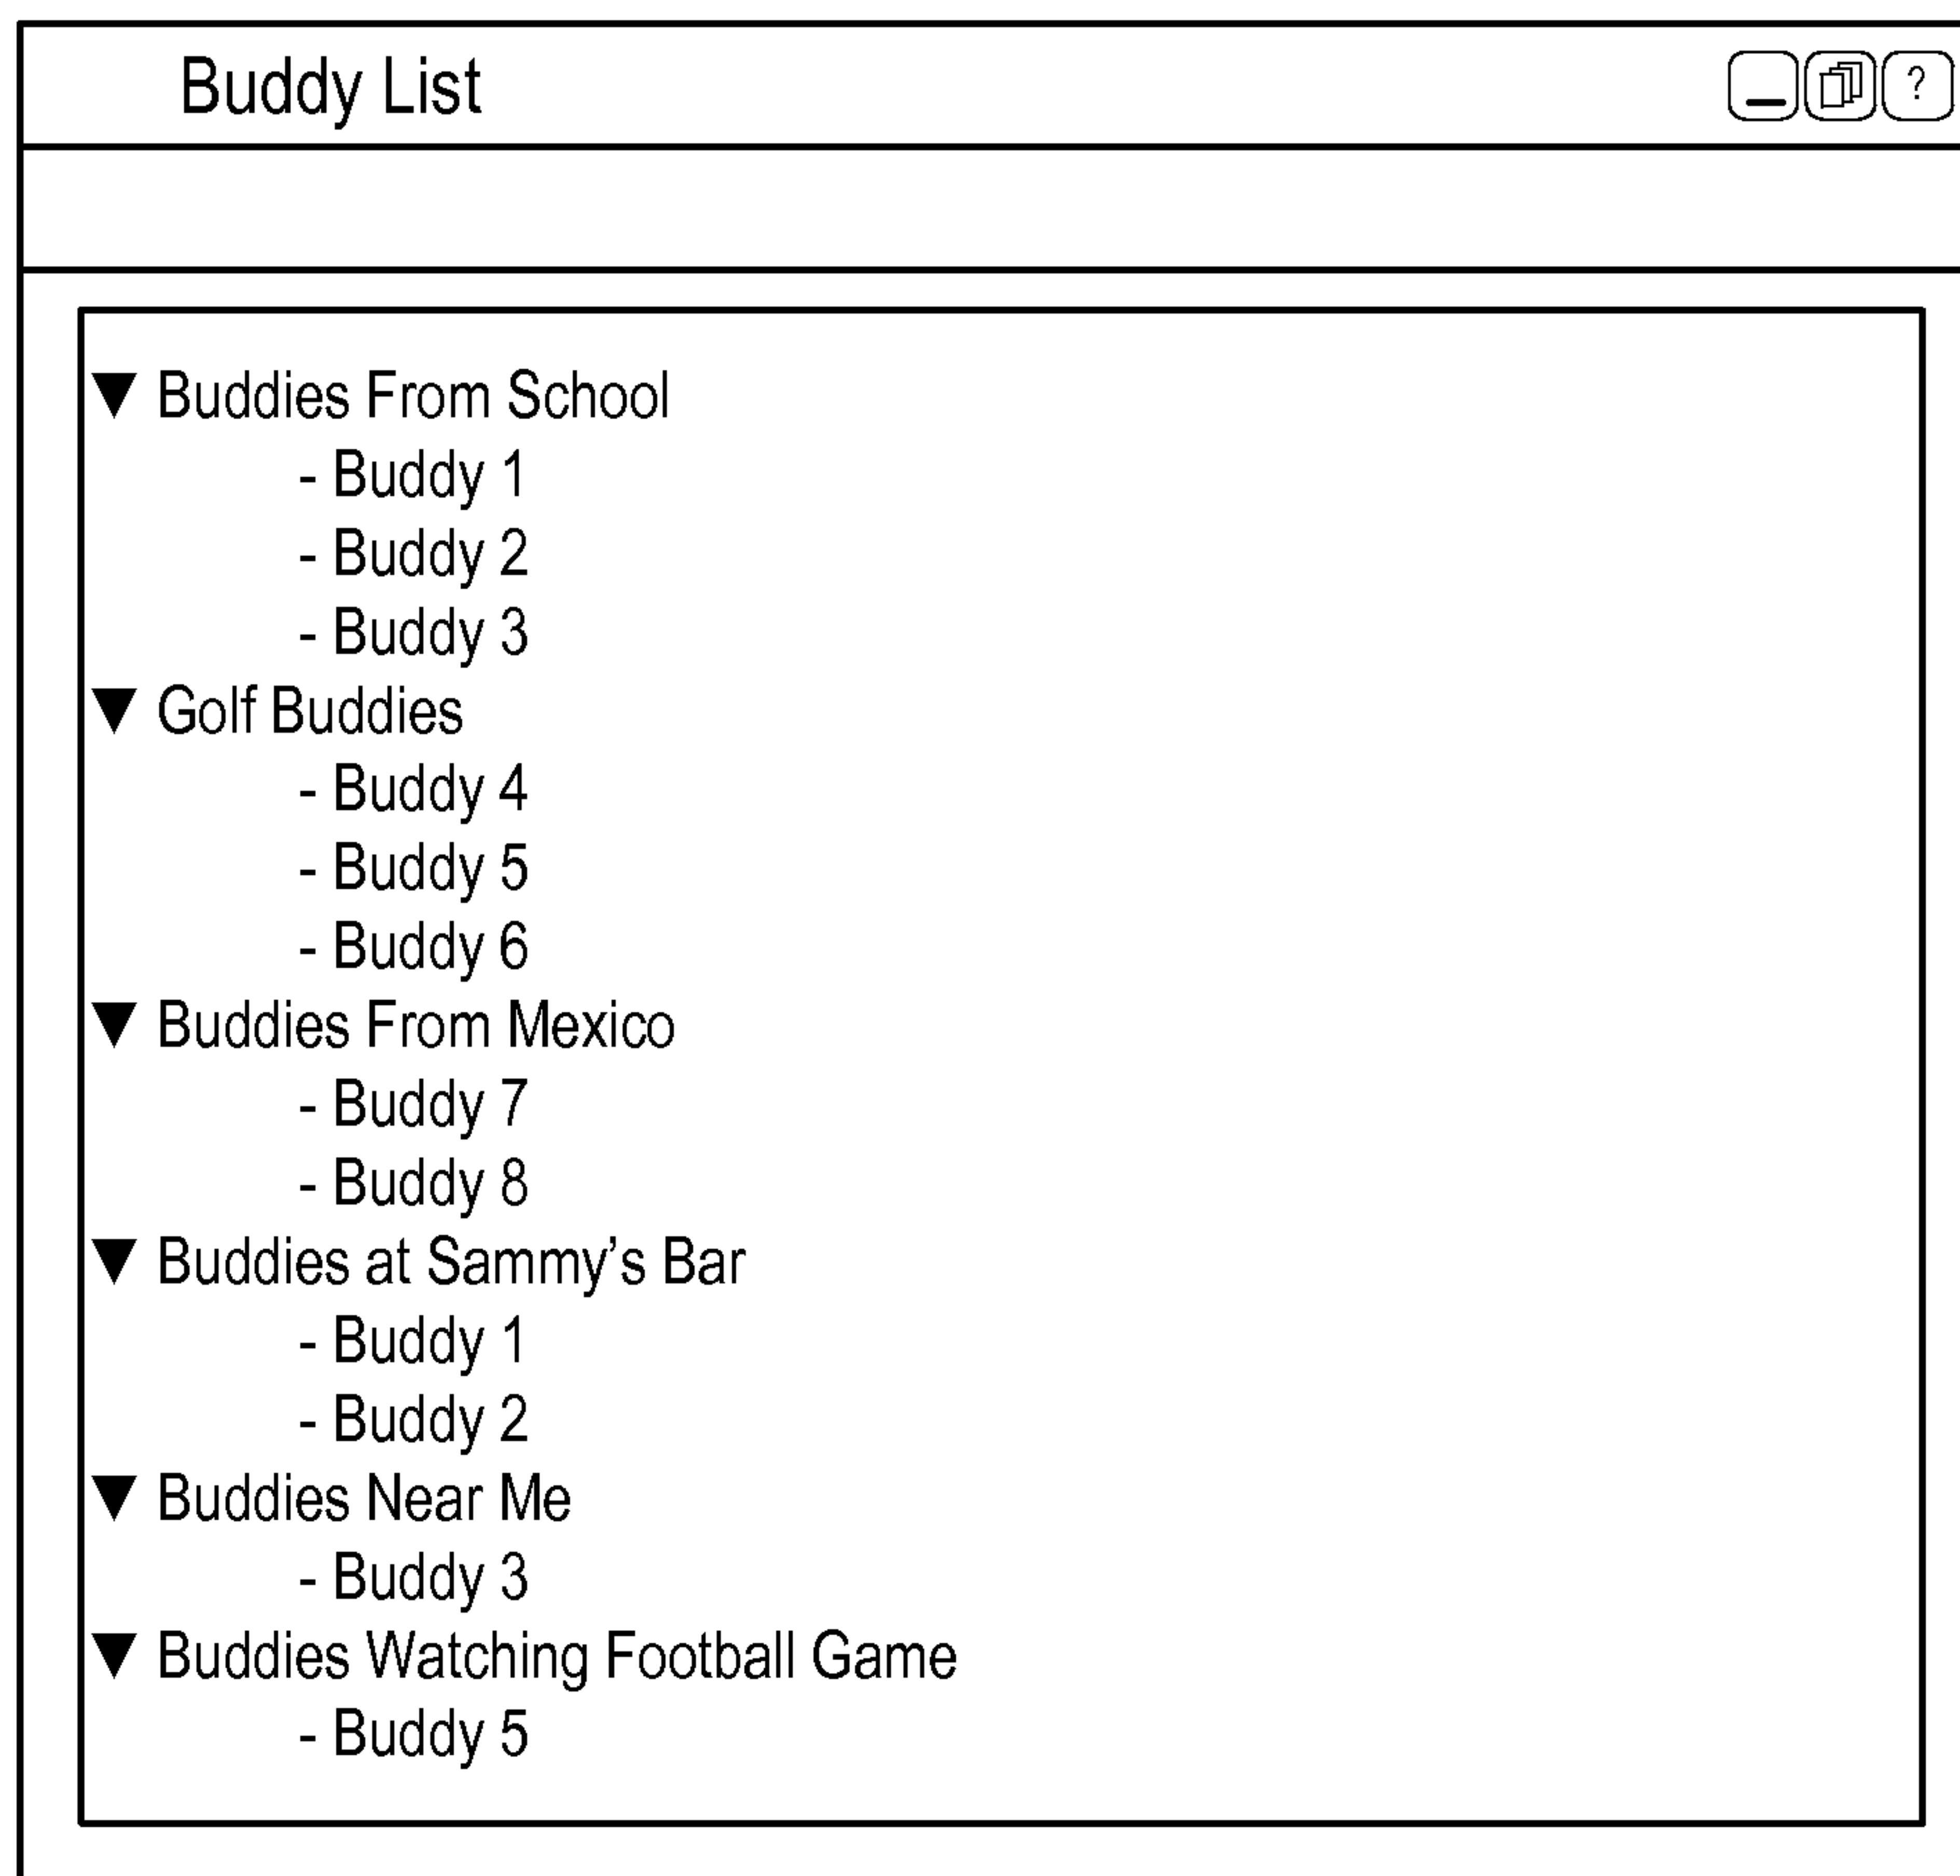 Buddy List
?
▼ Buddies From School
- Buddy 1
- Buddy 2
- Buddy 3
▼ Golf Buddies
- Buddy 4
- Buddy 5
- Buddy 6
▼ Buddies From Mexico
- Buddy 7
- Buddy 8
▼ Buddies at Sammy's Bar
- Buddy 1
- Buddy 2
▼ Buddies Near Me
- Buddy 3
▼ Buddies Watching Football Game
- Buddy 5